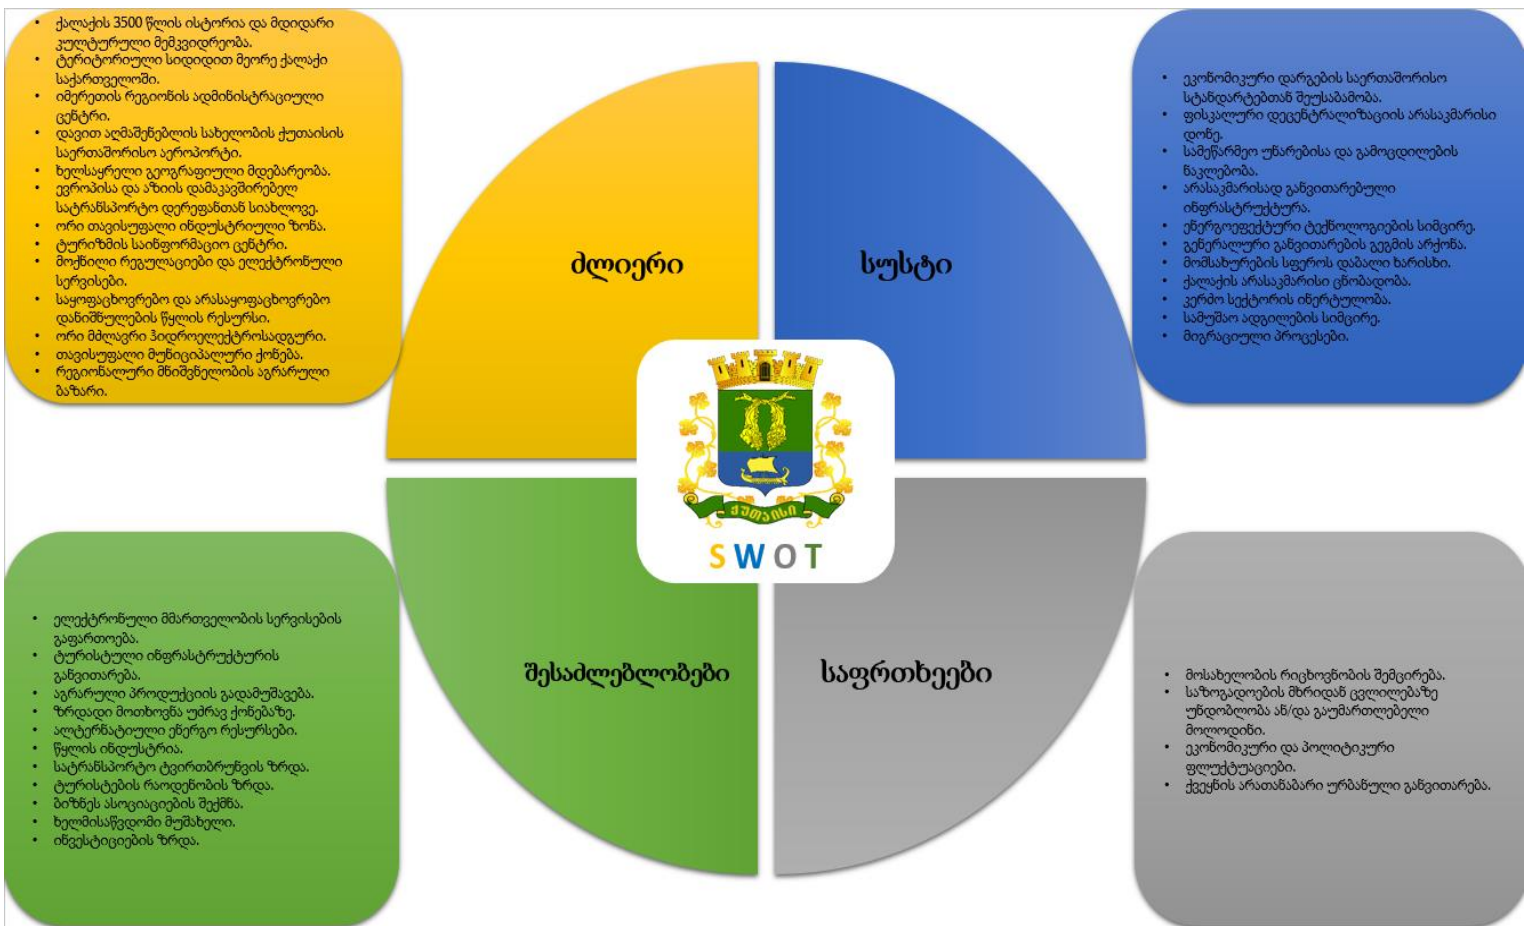 • ქალაქის 3500 წლის ისტორია და მდიდარი
კულტურული მემკვიდრეობა.
• ტერიტორიული სიდიდით მეორე ქალაქი
საქართველოში.
• იმერეთის რეგიონის ადმინისტრაციული
ცენტრი.
• დავით აღმაშენებლის სახელობის ქუთაისის
საერთაშორისო აეროპორტი.
• ხელსაყრელი გეოგრაფიული მდებარეობა.
• ევროპისა და აზიის დამაკავშირებელ
სატრანსპორტო დერეფანთან სიახლოვე.
• ორი თავისუფალი ინდუსტრიული ზონა.
• ტურიზმის საინფორმაციო ცენტრი.
• მოქნილი რეგულაციები და ელექტრონული
სერვისები.
• საყოფაცხოვრებო და არასაყოფაცხოვრებო
დანიშნულების წყლის რესურსი.
• ორი მძლავრი ჰიდროელექტროსადგური.
• თავისუფალი მუნიციპალური ქონება.
• რეგიონალური მნიშვნელობის აგრარული
ბაზარი.
ძლიერი
სუსტი
• ეკონომიკური დარგების საერთაშორისო
სტანდარტებთან შეუსაბამობა.
• ფისკალური დეცენტრალიზაციის არასაკმარისი
დონე.
• სამეწარმეო უნარებისა და გამოცდილების
ნაკლებობა.
• არასაკმარისად განვითარებული
ინფრასტრუქტურა.
• ენერგოეფექტური ტექნოლოგიების სიმცირე.
• გენერალური განვითარების გეგმის არქონა.
• მომსახურების სფეროს დაბალი ხარისხი.
• ქალაქის არასაკმარისი ცნობადობა.
• კერძო სექტორის ინერტულობა.
• სამუშაო ადგილების სიმცირე.
• მიგრაციული პროცესები.
ქუთაისი
SWOT
• ელექტრონული მმართველობის სერვისების
გაფართოება.
• ტურისტული ინფრასტრუქტურის
განვითარება.
• აგრარული პროდუქციის გადამუშავება.
• ზრდადი მოთხოვნა უძრავ ქონებაზე.
• ალტერნატიული ენერგო რესურსები.
• წყლის ინდუსტრია.
• სატრანსპორტო ტვირთბრუნვის ზრდა.
• ტურისტების რაოდენობის ზრდა.
• ბიზნეს ასოციაციების შექმნა.
• ხელმისაწვდომი მუშახელი.
• ინვესტიციების ზრდა.
შესაძლებლობები
საფრთხეები
• მოსახელობის რიცხოვნობის შემცირება.
• საზოგადოების მხრიდან ცვლილებაზე
უნდობლობა ან/და გაუმართლებელი
მოლოდინი.
• ეკონომიკური და პოლიტიკური
ფლუქტუაციები.
• ქვეყნის არათანაბარი ურბანული განვითარება.